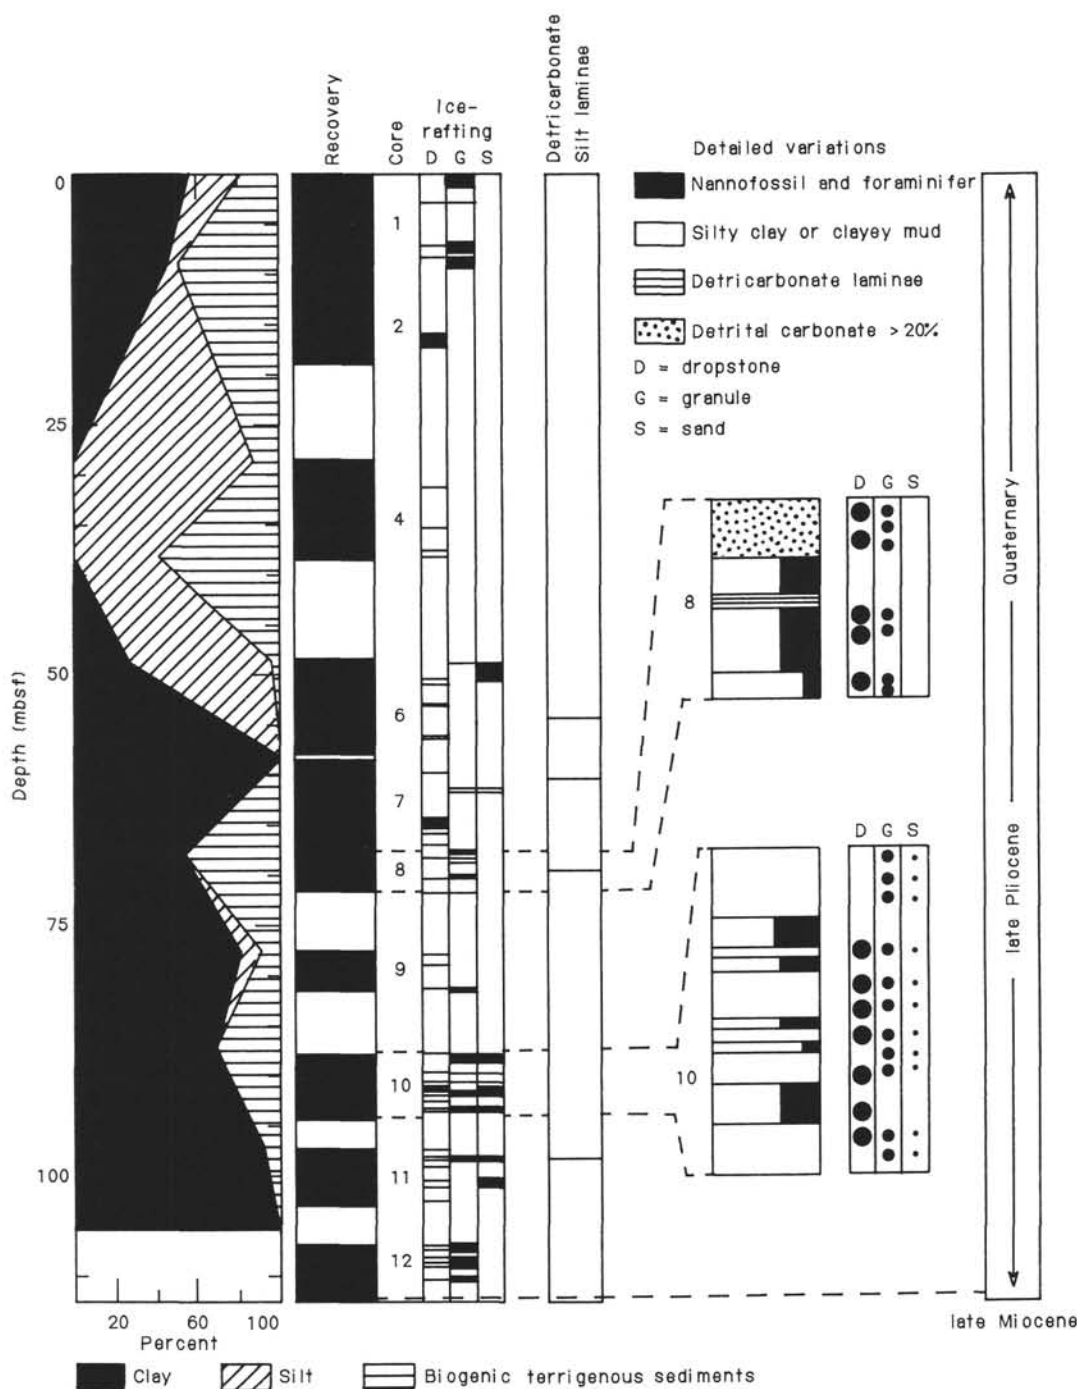 Recovery
Core
Ice-
rafting
D G S
Detricarbonate
Silt laminae
Detailed variations
Nannofossil and foraminifer
Silty clay or clayey mud
Detricarbonate laminae
Detrital carbonate >20%
D = dropstone
G = granule
S = sand
Depth (mbsf)
0
25
50
75
100
1
2
4
6
7
8
9
10
11
12
D G S
8
D G S
10
Quaternary
late Pliocene
late Miocene
20 60 100
Percent
Clay
Silt
Biogenic terrigenous sediments